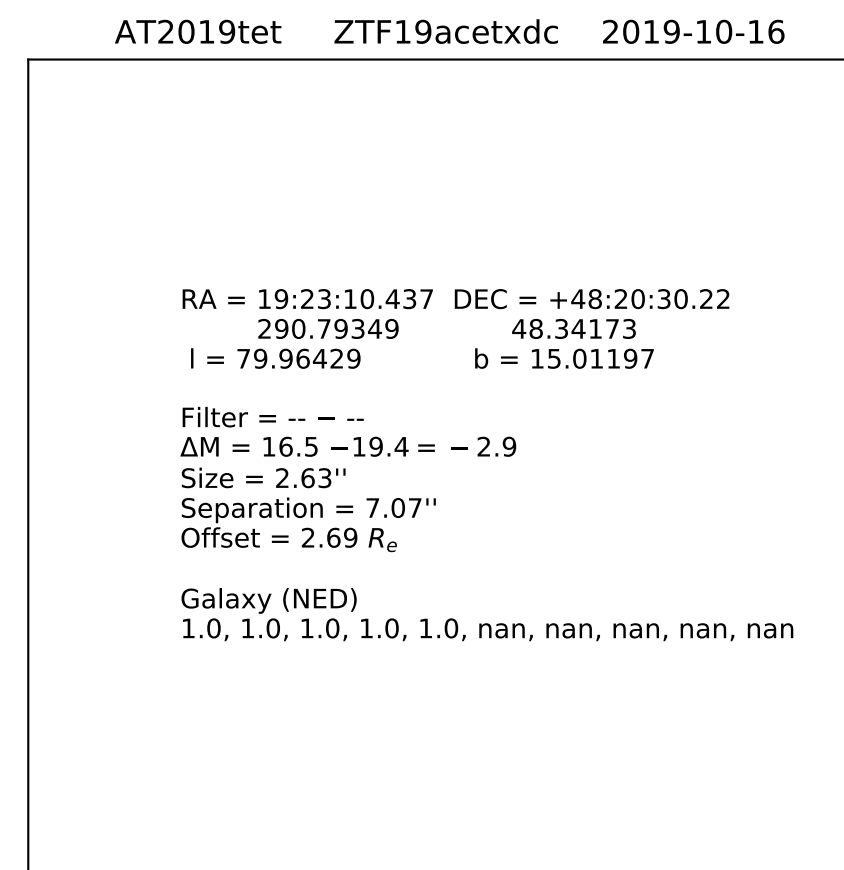 AT2019tet ZTF19acetxdc 2019-10-16
RA = 19:23:10.437 DEC = +48:20:30.22
290.79349 48.34173
l = 79.96429 b = 15.01197
Filter = -- − --
ΔM = 16.5 −19.4 = − 2.9
Size = 2.63''
Separation = 7.07''
Offset = 2.69 Rₑ
Galaxy (NED)
1.0, 1.0, 1.0, 1.0, 1.0, nan, nan, nan, nan, nan